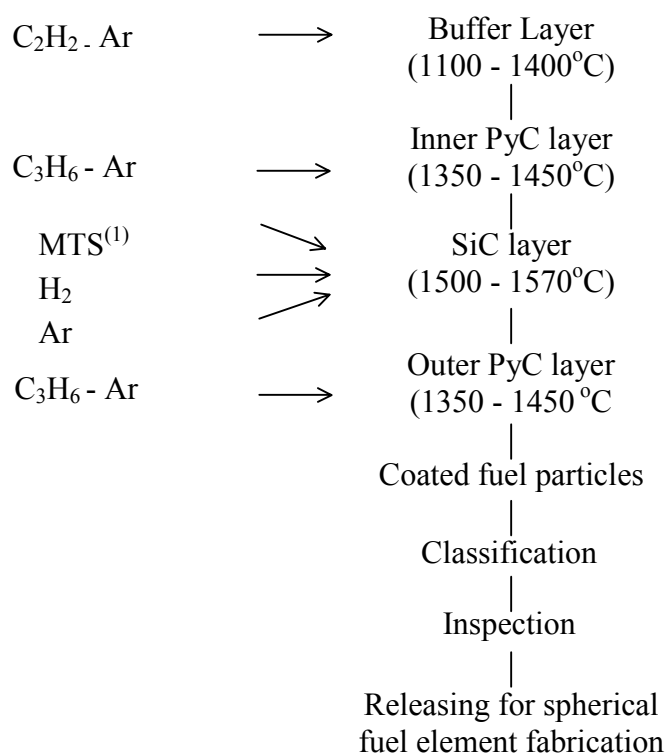 C₂H₂ - Ar
Buffer Layer
(1100 - 1400°C)
C₃H₆ - Ar
Inner PyC layer
(1350 - 1450°C)
MTS⁽¹⁾
H₂
Ar
SiC layer
(1500 - 1570°C)
C₃H₆ - Ar
Outer PyC layer
(1350 - 1450 °C
Coated fuel particles
Classification
Inspection
Releasing for spherical
fuel element fabrication